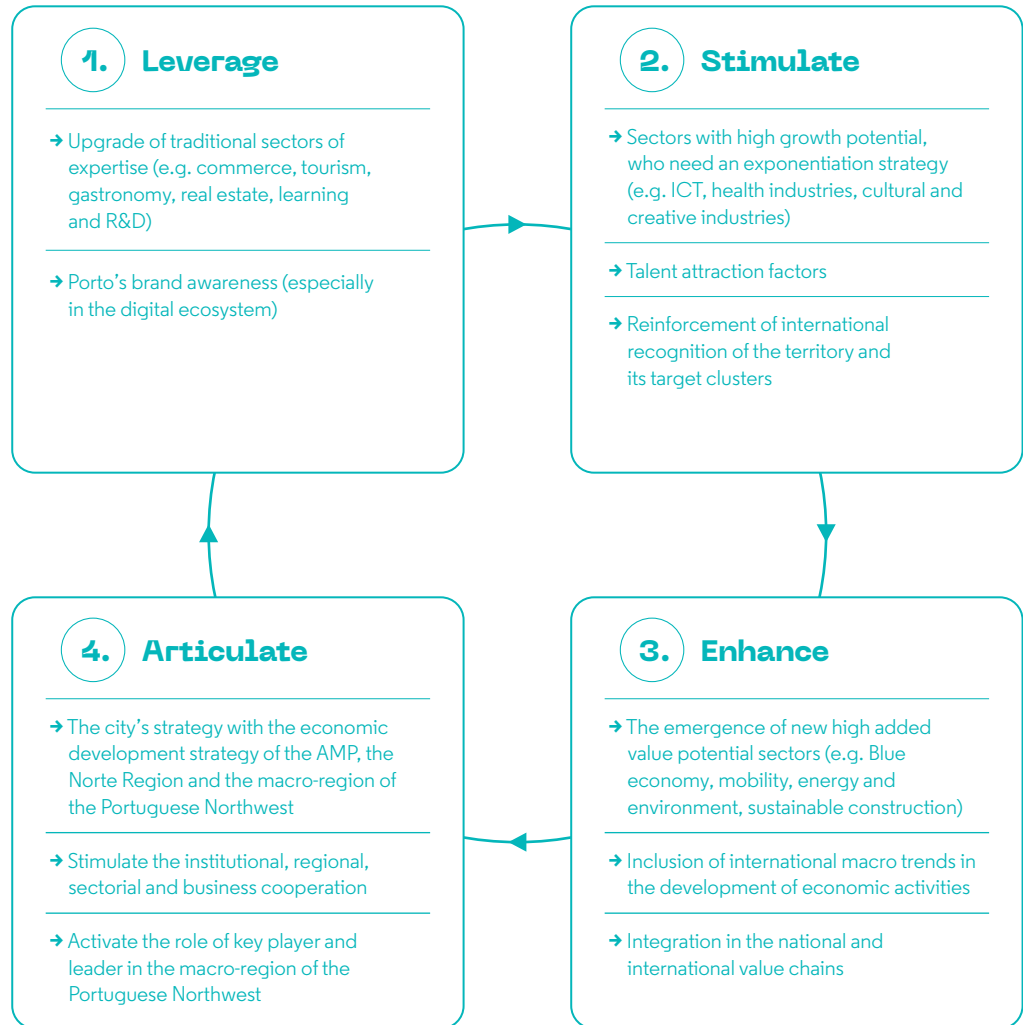 1. Leverage
→ Upgrade of traditional sectors of
expertise (e.g. commerce, tourism,
gastronomy, real estate, learning
and R&D)
→ Porto's brand awareness (especially
in the digital ecosystem)
2. Stimulate
→ Sectors with high growth potential,
who need an exponentiation strategy
(e.g. ICT, health industries, cultural and
creative industries)
→ Talent attraction factors
→ Reinforcement of international
recognition of the territory and
its target clusters
3. Enhance
→ The emergence of new high added
value potential sectors (e.g. Blue
economy, mobility, energy and
environment, sustainable construction)
→ Inclusion of international macro trends in
the development of economic activities
→ Integration in the national and
international value chains
4. Articulate
→ The city's strategy with the economic
development strategy of the AMP, the
Norte Region and the macro-region of
the Portuguese Northwest
→ Stimulate the institutional, regional,
sectorial and business cooperation
→ Activate the role of key player and
leader in the macro-region of the
Portuguese Northwest